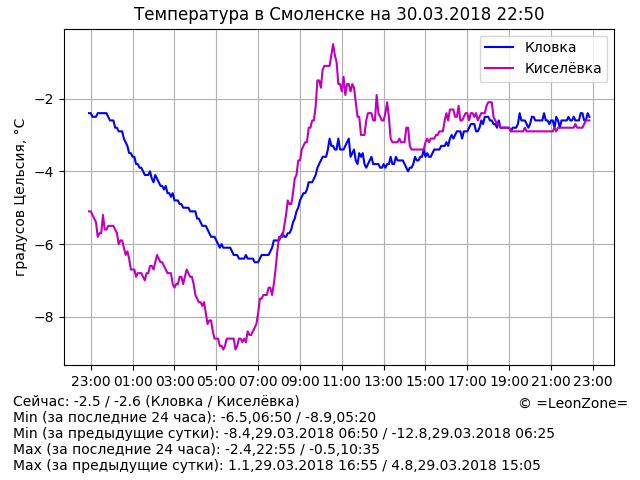 Температура в Смоленске на 30.03.2018 22:50
Кловка
Киселёвка
градусов Цельсия, °C
−2
−4
−6
−8
23:00 01:00 03:00 05:00 07:00 09:00 11:00 13:00 15:00 17:00 19:00 21:00 23:00
Сейчас: -2.5 / -2.6 (Кловка / Киселёвка)
© =LeonZone=
Min (за последние 24 часа): -6.5,06:50 / -8.9,05:20
Min (за предыдущие сутки): -8.4,29.03.2018 06:50 / -12.8,29.03.2018 06:25
Max (за последние 24 часа): -2.4,22:55 / -0.5,10:35
Max (за предыдущие сутки): 1.1,29.03.2018 16:55 / 4.8,29.03.2018 15:05